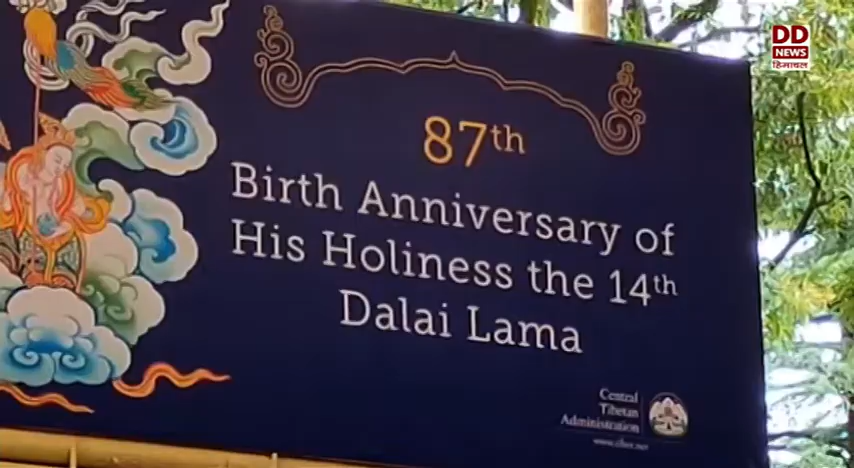 DD
NEWS
हिमाचल
87th
Birth Anniversary of
His Holiness the 14th
Dalai Lama
Central
Tibetan
Administration